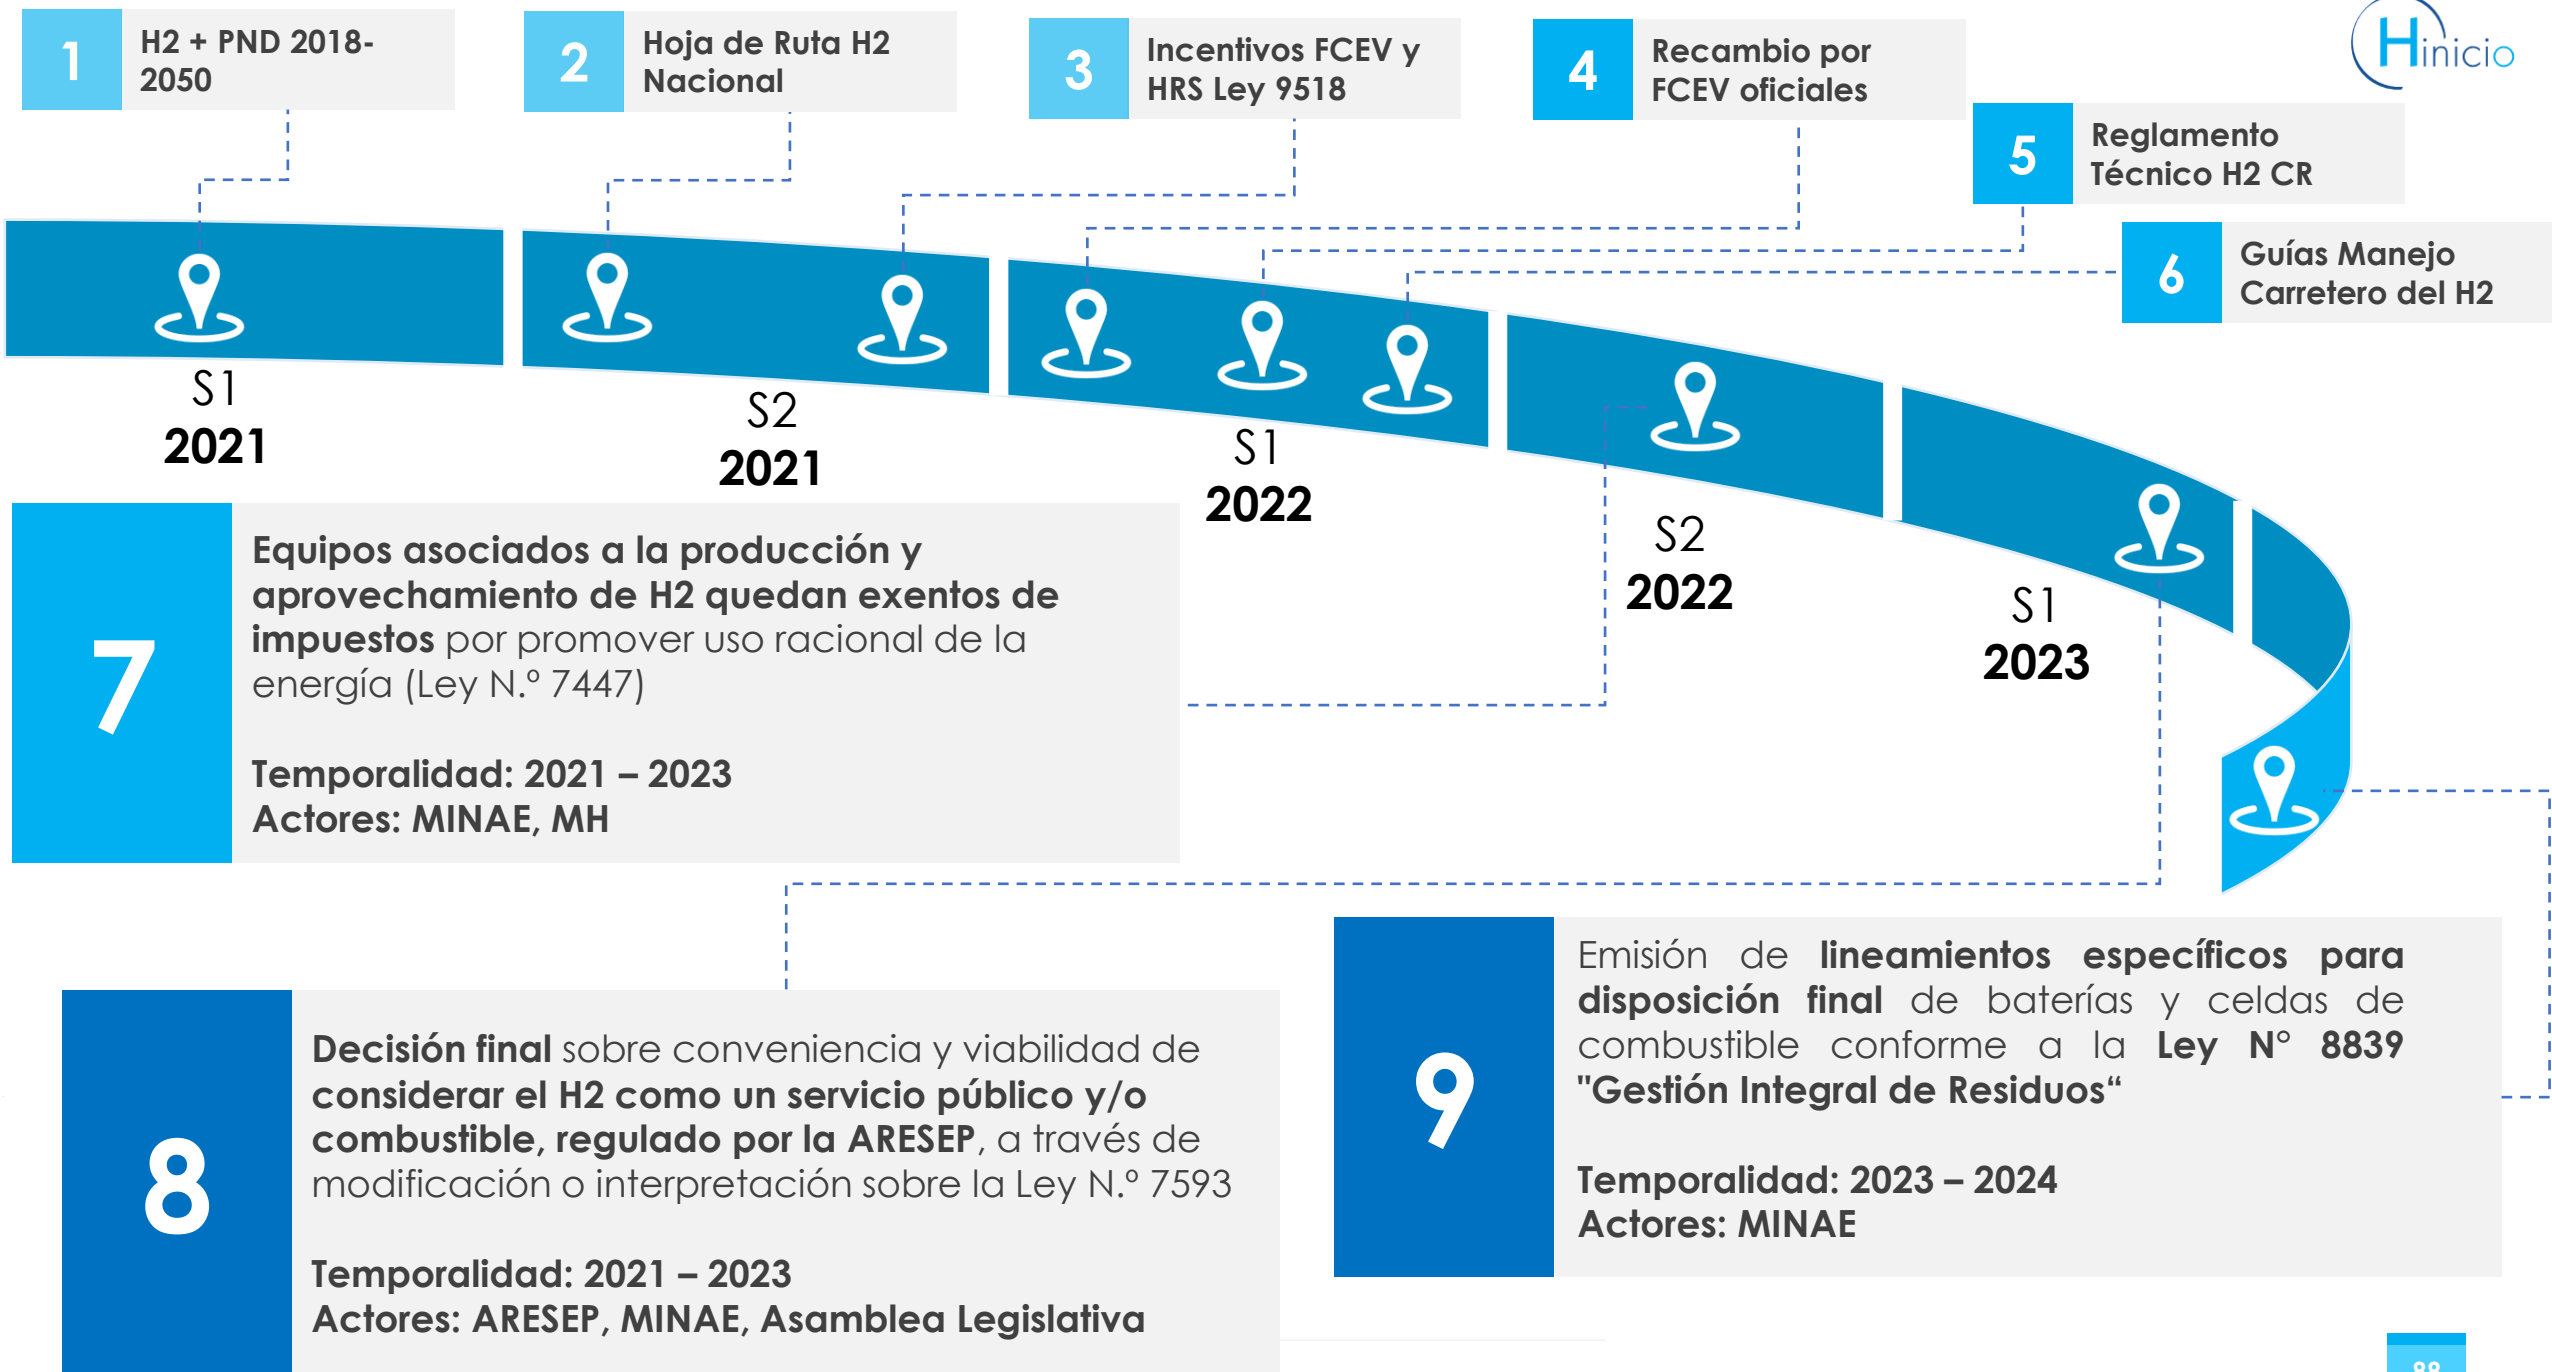 1
H2 + PND 2018-
2050
2
Hoja de Ruta H2
Nacional
3
Incentivos FCEV y
HRS Ley 9518
4
Recambio por
FCEV oficiales
Hinicio
5
Reglamento
Técnico H2 CR
6
Guías Manejo
Carretero del H2
S1
2021
S2
2021
S1
2022
S2
2022
S1
2023
7
Equipos asociados a la producción y
aprovechamiento de H2 quedan exentos de
impuestos por promover uso racional de la
energía (Ley N.º 7447)
Temporalidad: 2021 – 2023
Actores: MINAE, MH
8
Decisión final sobre conveniencia y viabilidad de
considerar el H2 como un servicio público y/o
combustible, regulado por la ARESEP, a través de
modificación o interpretación sobre la Ley N.º 7593
Temporalidad: 2021 – 2023
Actores: ARESEP, MINAE, Asamblea Legislativa
9
Emisión de lineamientos específicos para
disposición final de baterías y celdas de
combustible conforme a la Ley N° 8839
"Gestión Integral de Residuos“
Temporalidad: 2023 – 2024
Actores: MINAE
88